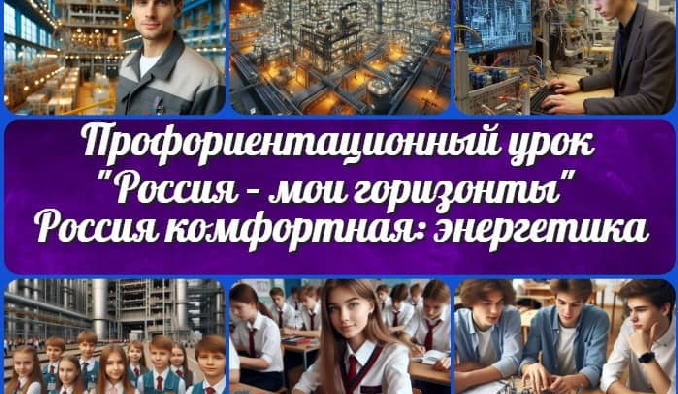 Профориентационный урок
"Россия – мои горизонты"
Россия комфортная: энергетика